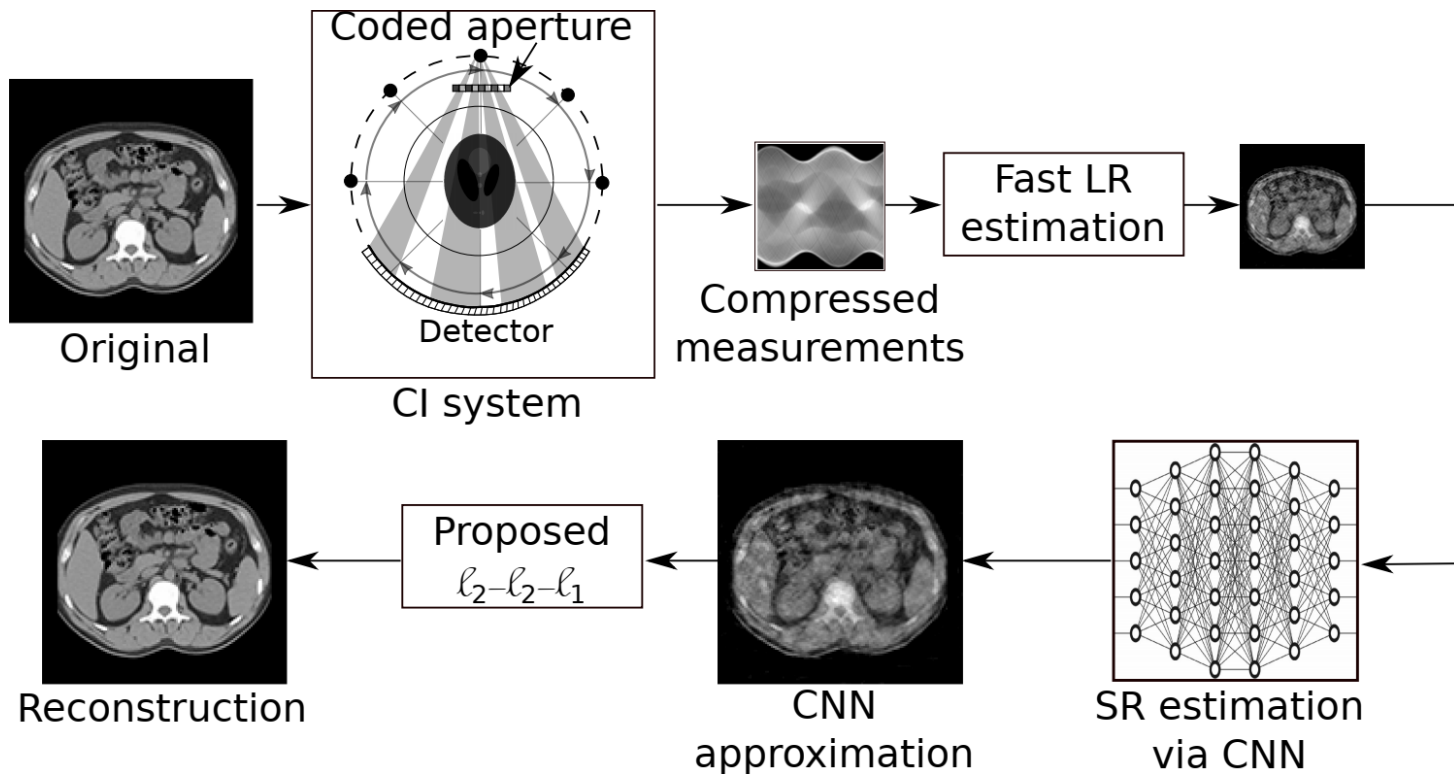 Coded aperture
Detector
Original
CI system
Compressed
measurements
Fast LR
estimation
Reconstruction
Proposed
ℓ₂–ℓ₂–ℓ₁
CNN
approximation
SR estimation
via CNN